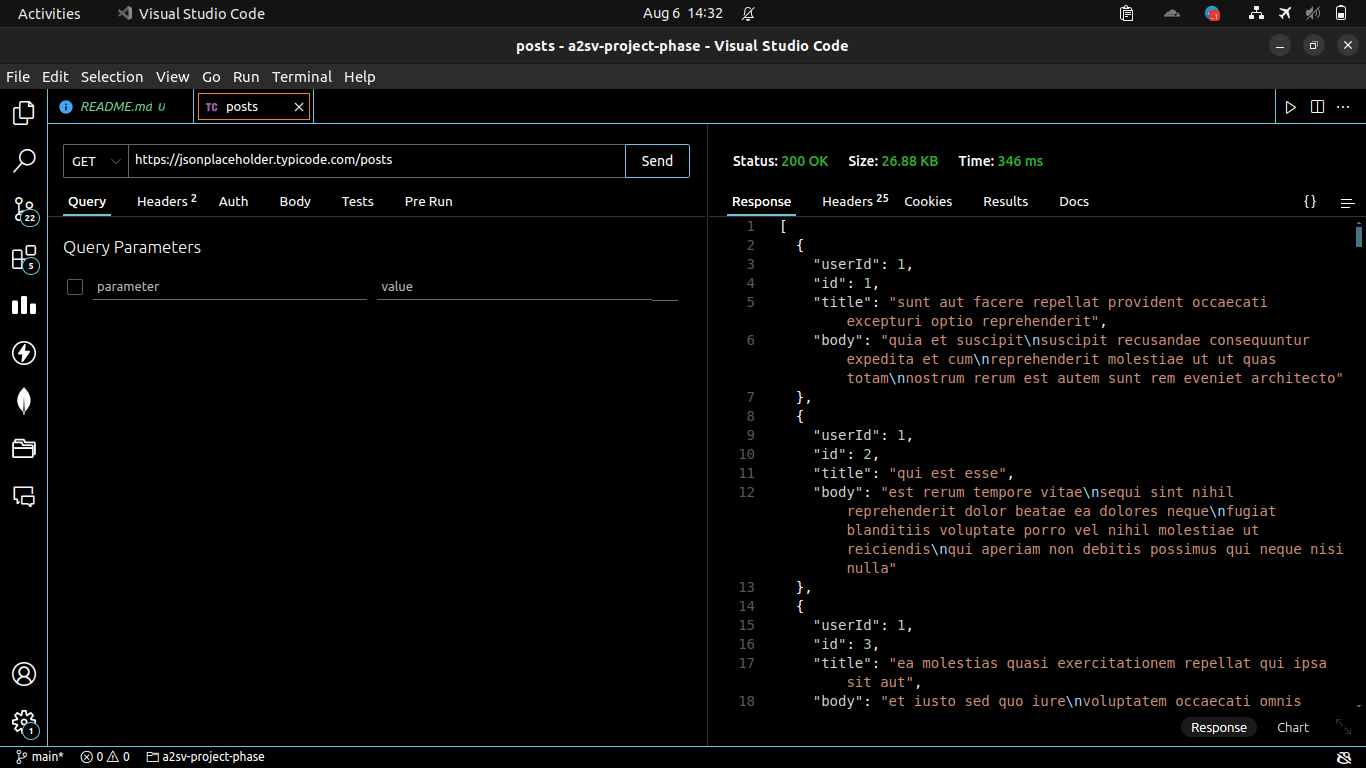 Activities
Visual Studio Code
Aug 6 14:32
posts - a2sv-project-phase - Visual Studio Code
File Edit Selection View Go Run Terminal Help
README.md U
TC posts
GET
https://jsonplaceholder.typicode.com/posts
Send
Query Headers 2 Auth Body Tests Pre Run
Query Parameters
parameter
value
22
5
1
Status: 200 OK Size: 26.88 KB Time: 346 ms
Response Headers 25 Cookies Results Docs {}
1 [
2 {
3 "userId": 1,
4 "id": 1,
5 "title": "sunt aut facere repellat provident occaecati
excepturi optio reprehenderit",
6 "body": "quia et suscipit\nsuscipit recusandae consequuntur
expedita et cum\nreprehenderit molestiae ut ut quas
totam\nnostrum rerum est autem sunt rem eveniet architecto"
7 },
8 {
9 "userId": 1,
10 "id": 2,
11 "title": "qui est esse",
12 "body": "est rerum tempore vitae\nsequi sint nihil
reprehenderit dolor beatae ea dolores neque\nfugiat
blanditiis voluptate porro vel nihil molestiae ut
reiciendis\nqui aperiam non debitis possimus qui neque nisi
nulla"
13 },
14 {
15 "userId": 1,
16 "id": 3,
17 "title": "ea molestias quasi exercitationem repellat qui ipsa
sit aut",
18 "body": "et iusto sed quo iure\nvoluptatem occaecati omnis
Response Chart
main* 0 0 a2sv-project-phase